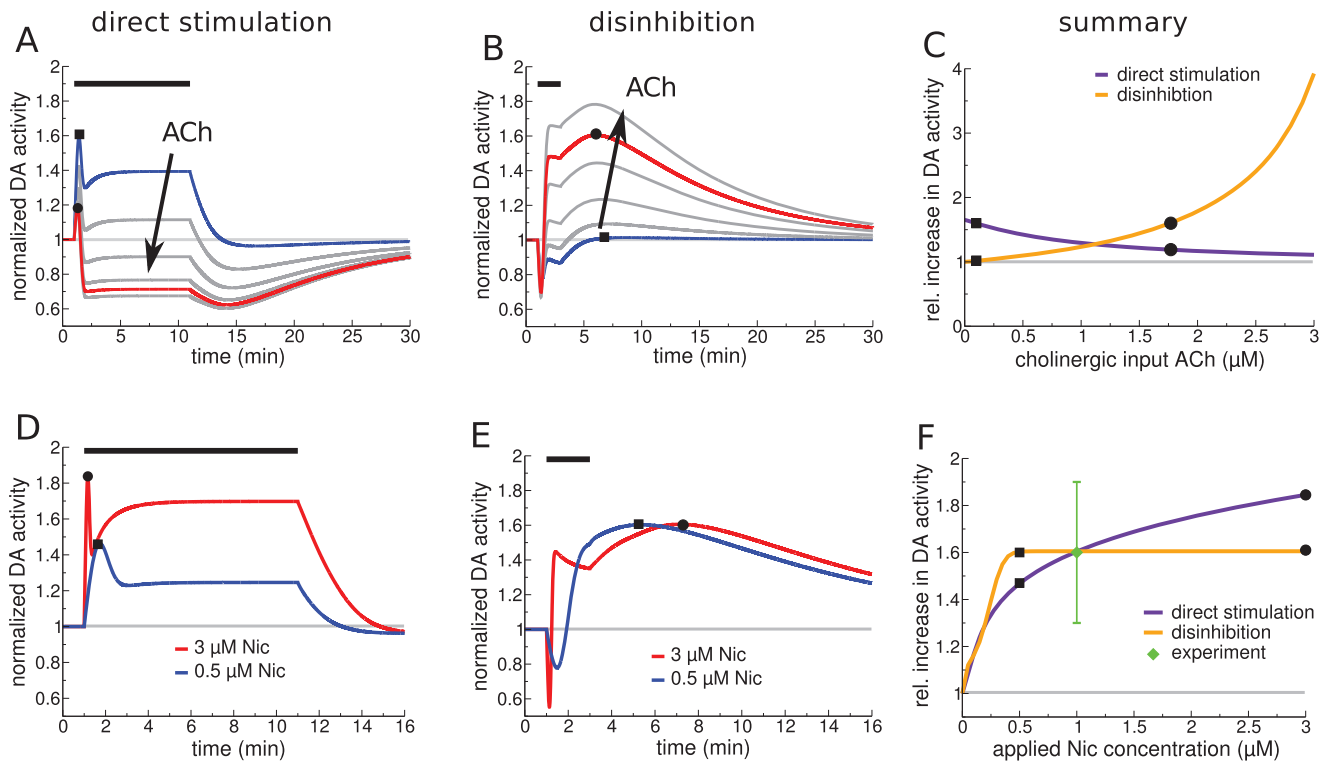 direct stimulation
disinhibition
summary
A
normalized DA activity
2
1.8
1.6
1.4
1.2
1
0.8
0.6
ACh
0 5 10 15 20 25 30
time (min)
B
normalized DA activity
2
1.8
1.6
1.4
1.2
1
0.8
0.6
ACh
0 5 10 15 20 25 30
time (min)
C
rel. increase in DA activity
4
3
2
1
0
direct stimulation
disinhibtion
0 0.5 1 1.5 2 2.5 3
cholinergic input ACh (µM)
D
normalized DA activity
2
1.8
1.6
1.4
1.2
1
0.8
0.6
3 µM Nic
0.5 µM Nic
0 2 4 6 8 10 12 14 16
time (min)
E
normalized DA activity
2
1.8
1.6
1.4
1.2
1
0.8
0.6
3 µM Nic
0.5 µM Nic
0 2 4 6 8 10 12 14 16
time (min)
F
rel. increase in DA activity
2
1.8
1.6
1.4
1.2
1
direct stimulation
disinhibition
experiment
0 0.5 1 1.5 2 2.5 3
applied Nic concentration (µM)